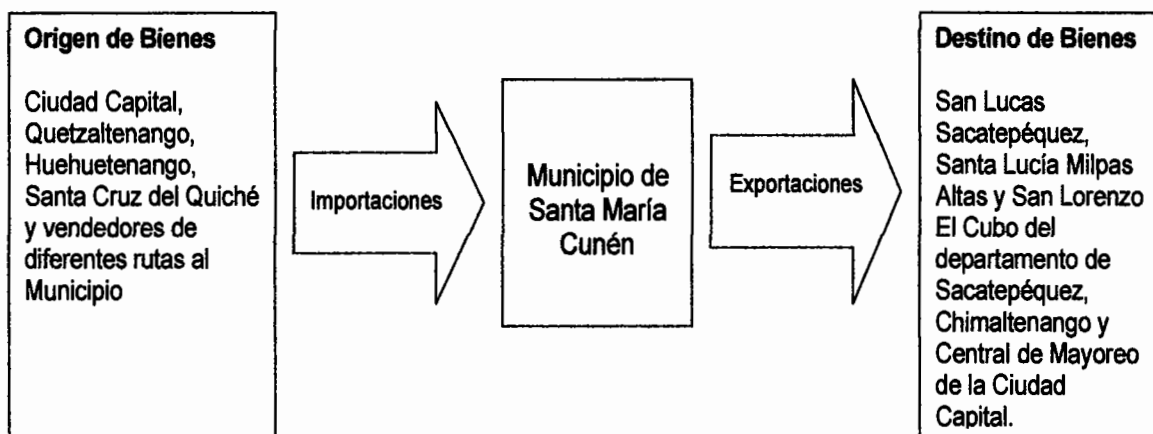 Origen de Bienes
Ciudad Capital,
Quetzaltenango,
Huehuetenango,
Santa Cruz del Quiché
y vendedores de
diferentes rutas al
Municipio
Importaciones
Municipio de
Santa María
Cunén
Exportaciones
Destino de Bienes
San Lucas
Sacatepéquez,
Santa Lucía Milpas
Altas y San Lorenzo
El Cubo del
departamento de
Sacatepéquez,
Chimaltenango y
Central de Mayoreo
de la Ciudad
Capital.